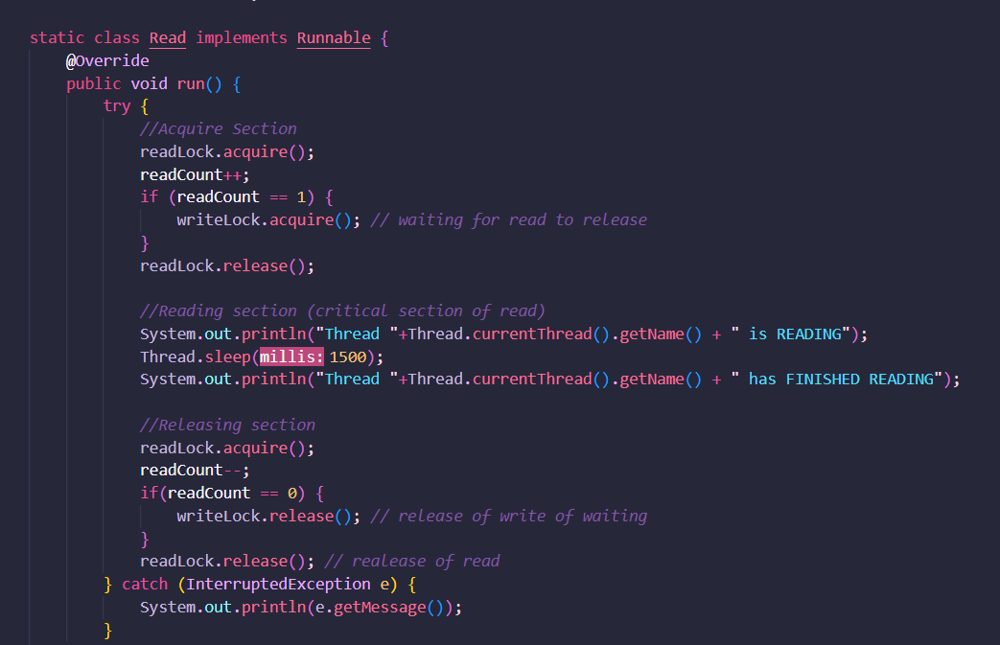 static class Read implements Runnable {
    @Override
    public void run() {
        try {
            //Acquire Section
            readLock.acquire();
            readCount++;
            if (readCount == 1) {
                writeLock.acquire(); // waiting for read to release
            }
            readLock.release();

            //Reading section (critical section of read)
            System.out.println("Thread "+Thread.currentThread().getName() + " is READING");
            Thread.sleep(millis: 1500);
            System.out.println("Thread "+Thread.currentThread().getName() + " has FINISHED READING");

            //Releasing section
            readLock.acquire();
            readCount--;
            if(readCount == 0) {
                writeLock.release(); // release of write of waiting
            }
            readLock.release(); // realease of read
        } catch (InterruptedException e) {
            System.out.println(e.getMessage());
        }